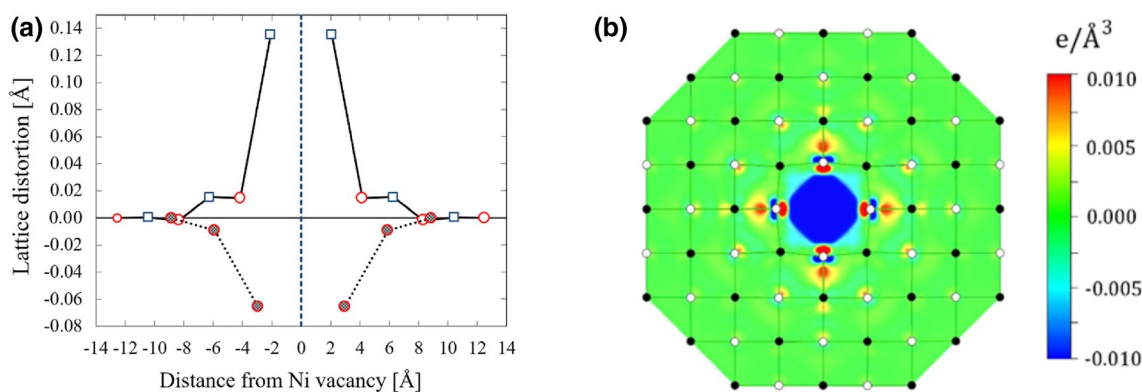 (a)
Lattice distortion [Å]
0.14
0.12
0.10
0.08
0.06
0.04
0.02
0.00
-0.02
-0.04
-0.06
-0.08
-14 -12 -10 -8 -6 -4 -2 0 2 4 6 8 10 12 14
Distance from Ni vacancy [Å]
(b)
e/Å³
0.010
0.005
0.000
-0.005
-0.010